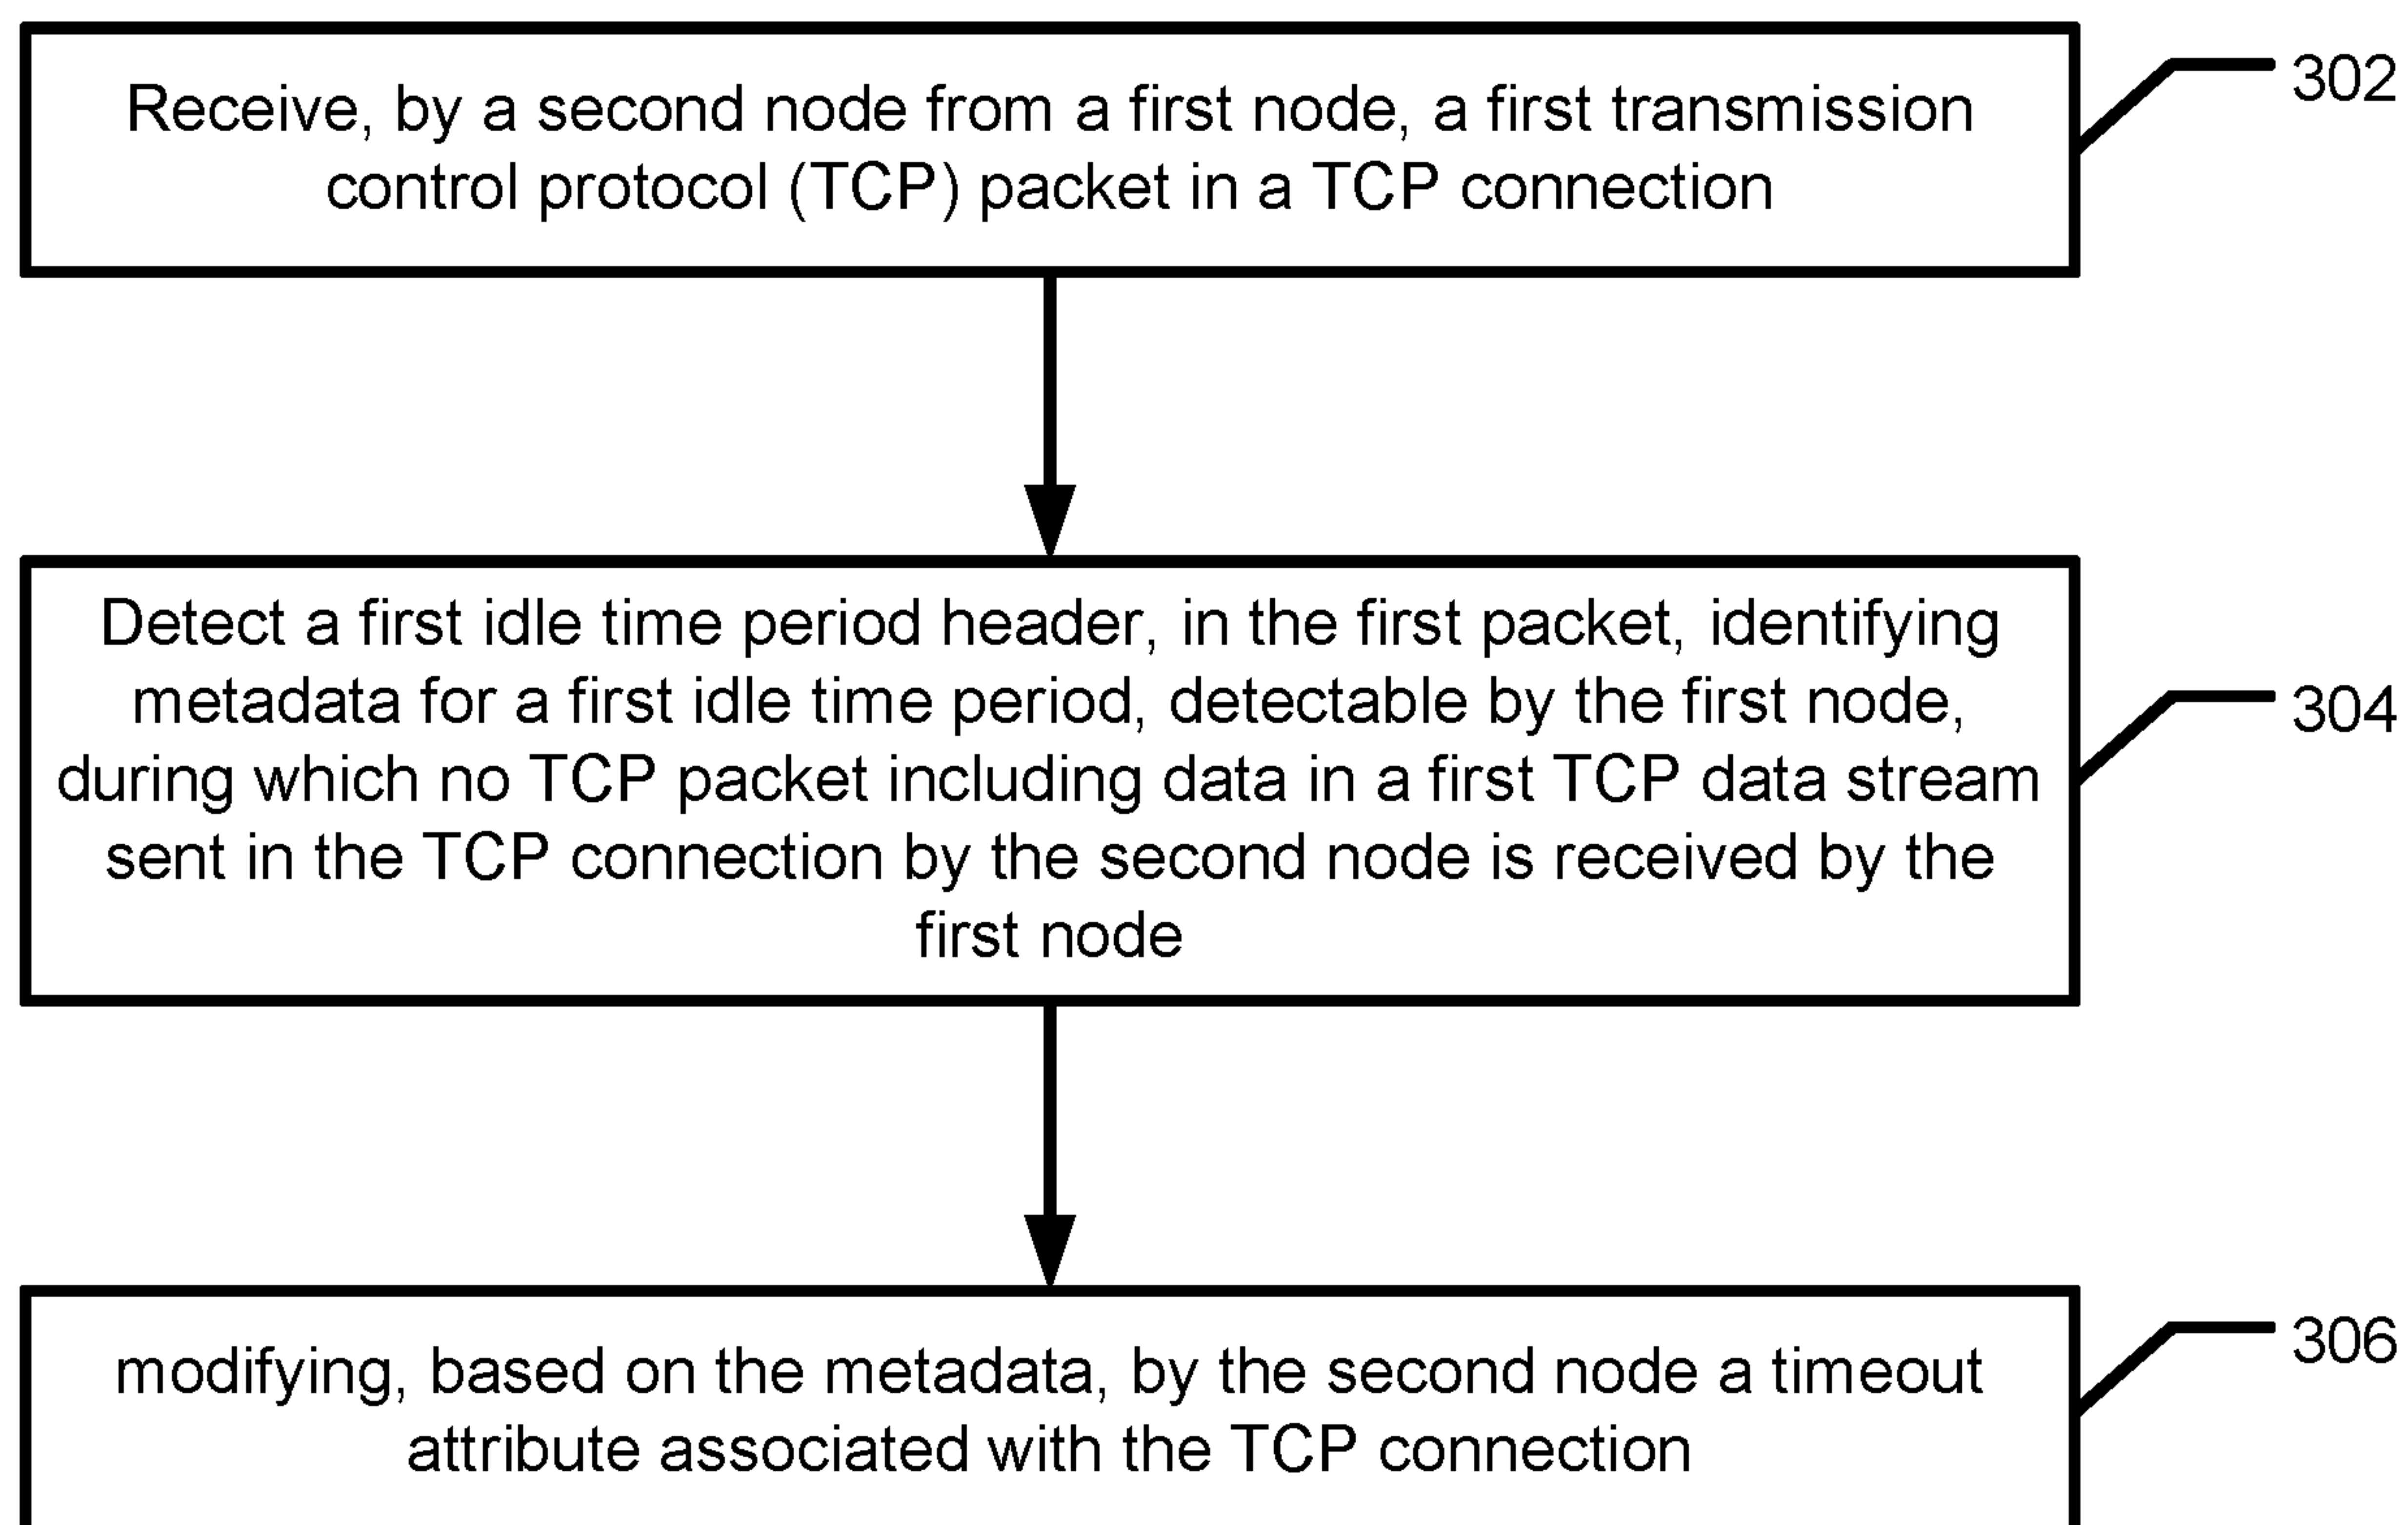 Receive, by a second node from a first node, a first transmission
control protocol (TCP) packet in a TCP connection
302
Detect a first idle time period header, in the first packet, identifying
metadata for a first idle time period, detectable by the first node,
during which no TCP packet including data in a first TCP data stream
sent in the TCP connection by the second node is received by the
first node
304
modifying, based on the metadata, by the second node a timeout
attribute associated with the TCP connection
306